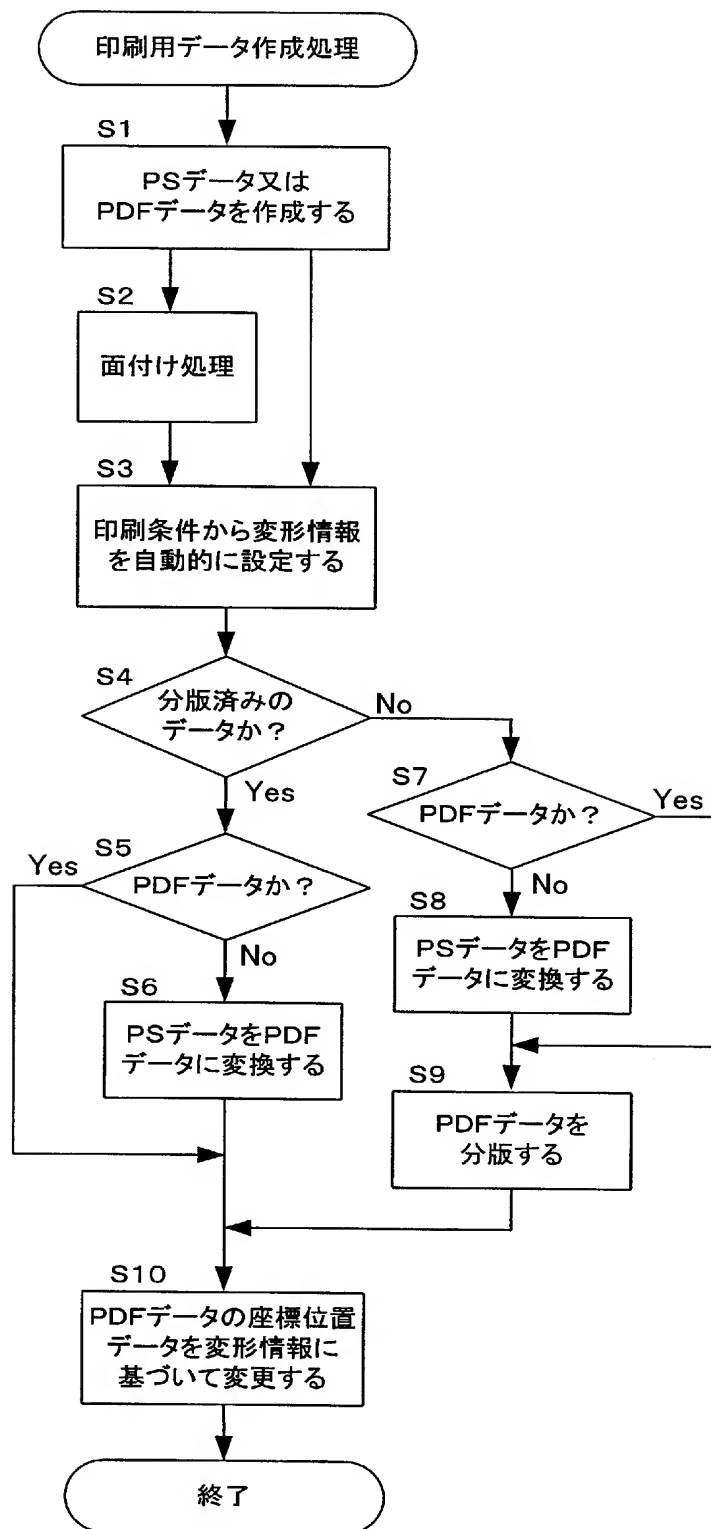 印刷用データ作成処理
S1
PSデータ又は
PDFデータを作成する
S2
面付け処理
S3
印刷条件から変形情報
を自動的に設定する
S4
分版済みの
データか？
No
Yes
S7
PDFデータか？
Yes
No
S5
Yes
PDFデータか？
No
S8
PSデータをPDF
データに変換する
S6
PSデータをPDF
データに変換する
S9
PDFデータを
分版する
S10
PDFデータの座標位置
データを変形情報に
基づいて変更する
終了